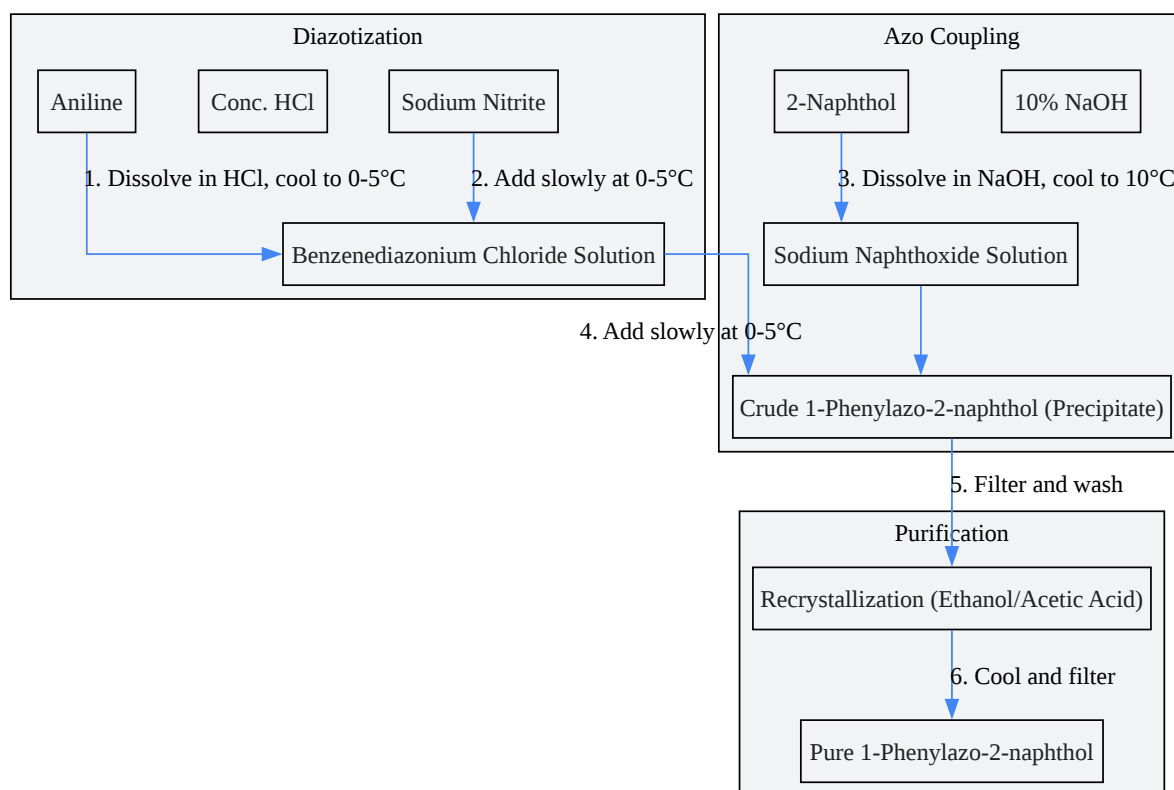 Diazotization
Azo Coupling
Aniline
Conc. HCl
Sodium Nitrite
2-Naphthol
10% NaOH
1. Dissolve in HCl, cool to 0-5°C
2. Add slowly at 0-5°C
3. Dissolve in NaOH, cool to 10°C
Benzenediazonium Chloride Solution
Sodium Naphthoxide Solution
4. Add slowly at 0-5°C
Crude 1-Phenylazo-2-naphthol (Precipitate)
5. Filter and wash
Purification
Recrystallization (Ethanol/Acetic Acid)
6. Cool and filter
Pure 1-Phenylazo-2-naphthol